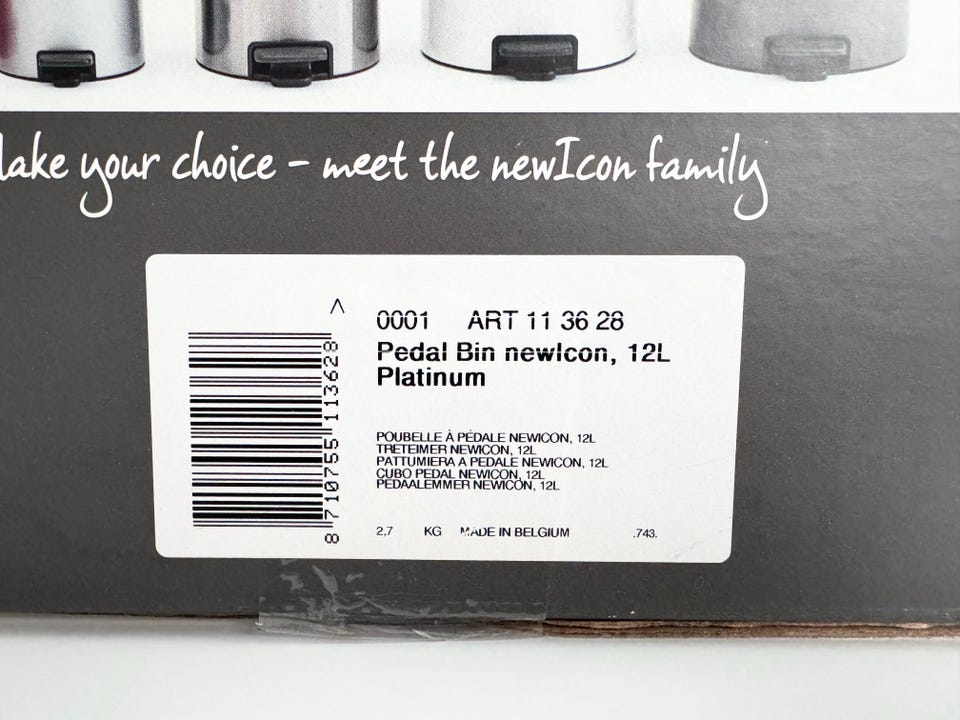 your choice - meet the newIcon family
0001 ART 11 36 28
Pedal Bin newIcon, 12L
Platinum
POUBELLE À PÉDALE NEWICON, 12L
TRETEIMER NEWICON, 12L
PATTUMIERA A PEDALE NEWICON, 12L
CUBO PEDAL NEWICON, 12L
PEDAALEMMER NEWICON, 12L
2,7 KG MADE IN BELGIUM .743.
8 710755 113628 >